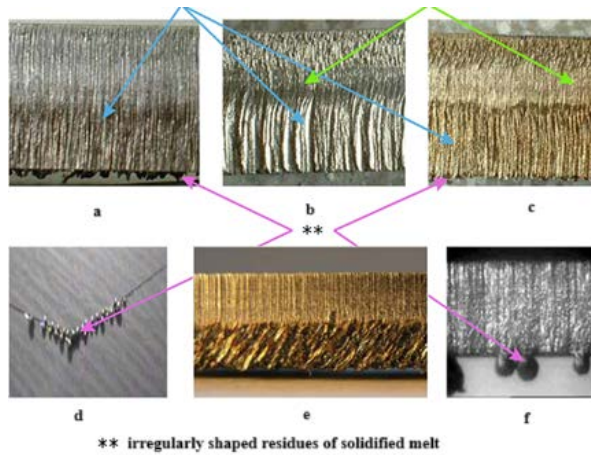 a b c
**
d e f
** irregularly shaped residues of solidified melt